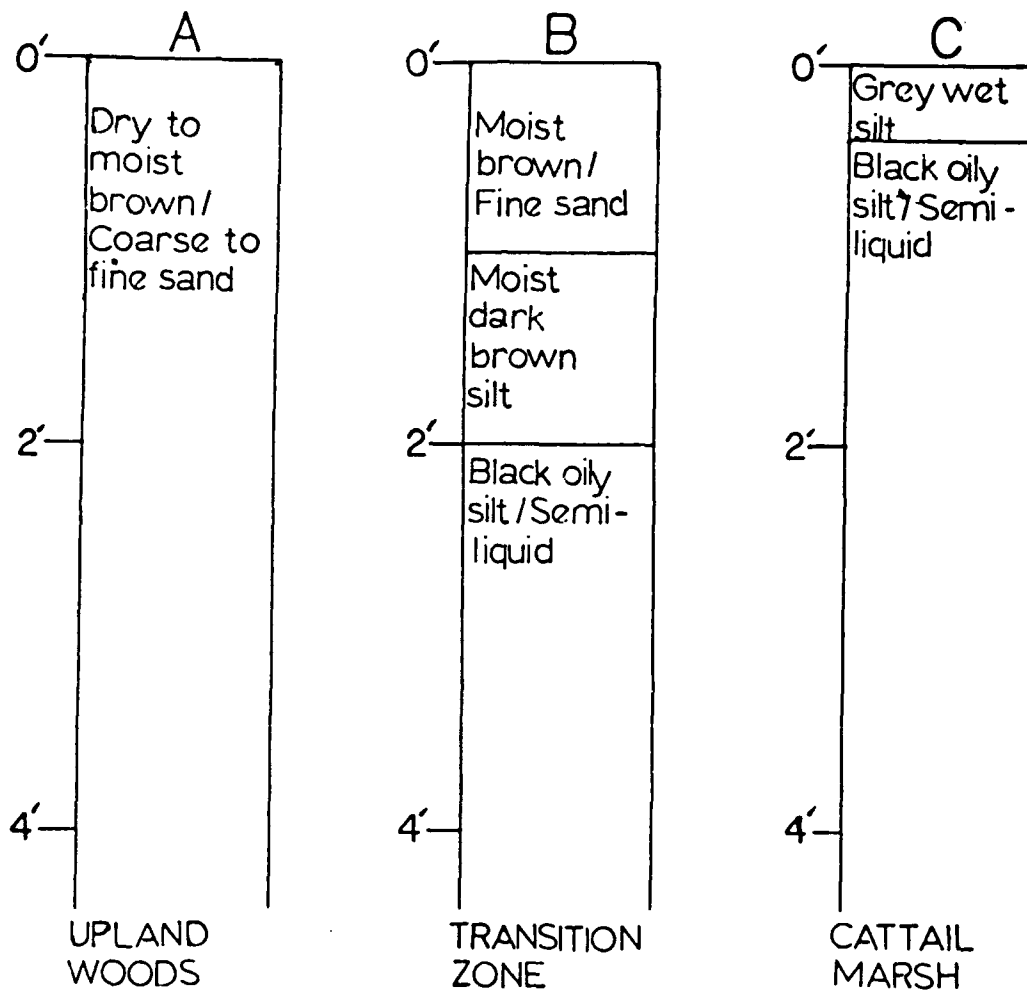 A
0'
Dry to
moist
brown/
Coarse to
fine sand
2'
4'
UPLAND
WOODS
B
0'
Moist
brown/
Fine sand
Moist
dark
brown
silt
2'
Black oily
silt/Semi-
liquid
4'
TRANSITION
ZONE
C
0'
Grey wet
silt
Black oily
silt/Semi-
liquid
2'
4'
CATTAIL
MARSH